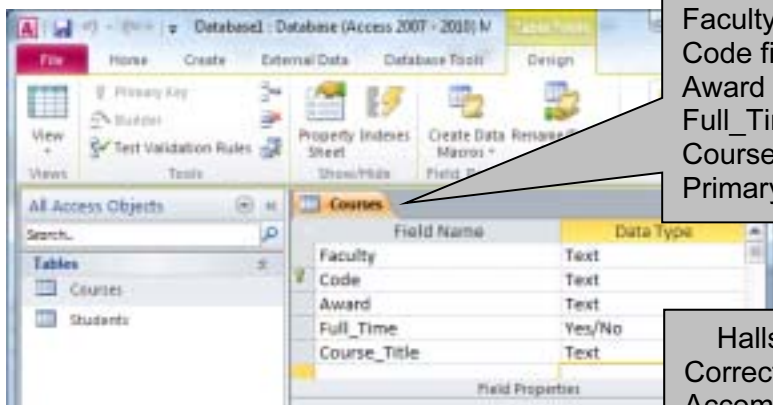 Database1 : Database (Access 2007 - 2010) M
Table Tools
File Home Create External Data Database Tools Design
View
Primary Key
Builder
Test Validation Rules
Property Sheet
Indexes
Create Data Macros
Rename
Views Tools Show/Hide
All Access Objects
Search..
Tables
Courses
Students
Courses
Field Name Data Type
Faculty Text
Code Text
Award Text
Full_Time Yes/No
Course_Title Text
Field Properties
Faculty
Code
Award
Course
Primary
Halls
Correct